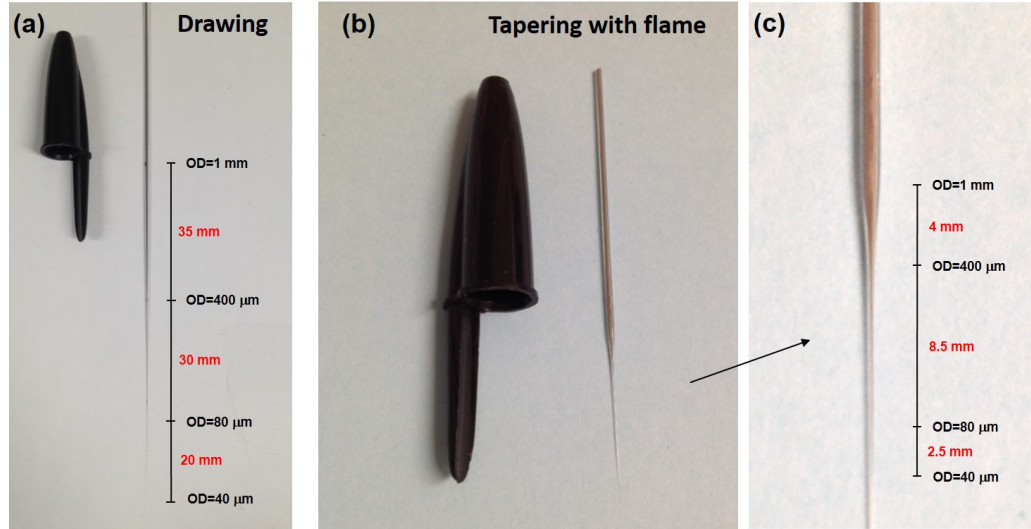 (a) Drawing
OD=1 mm
35 mm
OD=400 μm
30 mm
OD=80 μm
20 mm
OD=40 μm
(b) Tapering with flame
(c)
OD=1 mm
4 mm
OD=400 μm
8.5 mm
OD=80 μm
2.5 mm
OD=40 μm